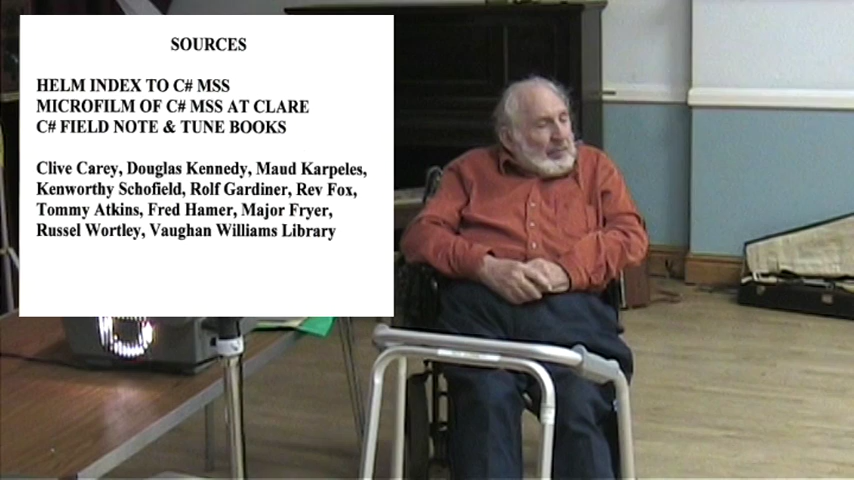 SOURCES
HELM INDEX TO C# MSS
MICROFILM OF C# MSS AT CLARE
C# FIELD NOTE & TUNE BOOKS
Clive Carey, Douglas Kennedy, Maud Karpeles,
Kenworthy Schofield, Rolf Gardiner, Rev Fox,
Tommy Atkins, Fred Hamer, Major Fryer,
Russel Wortley, Vaughan Williams Library